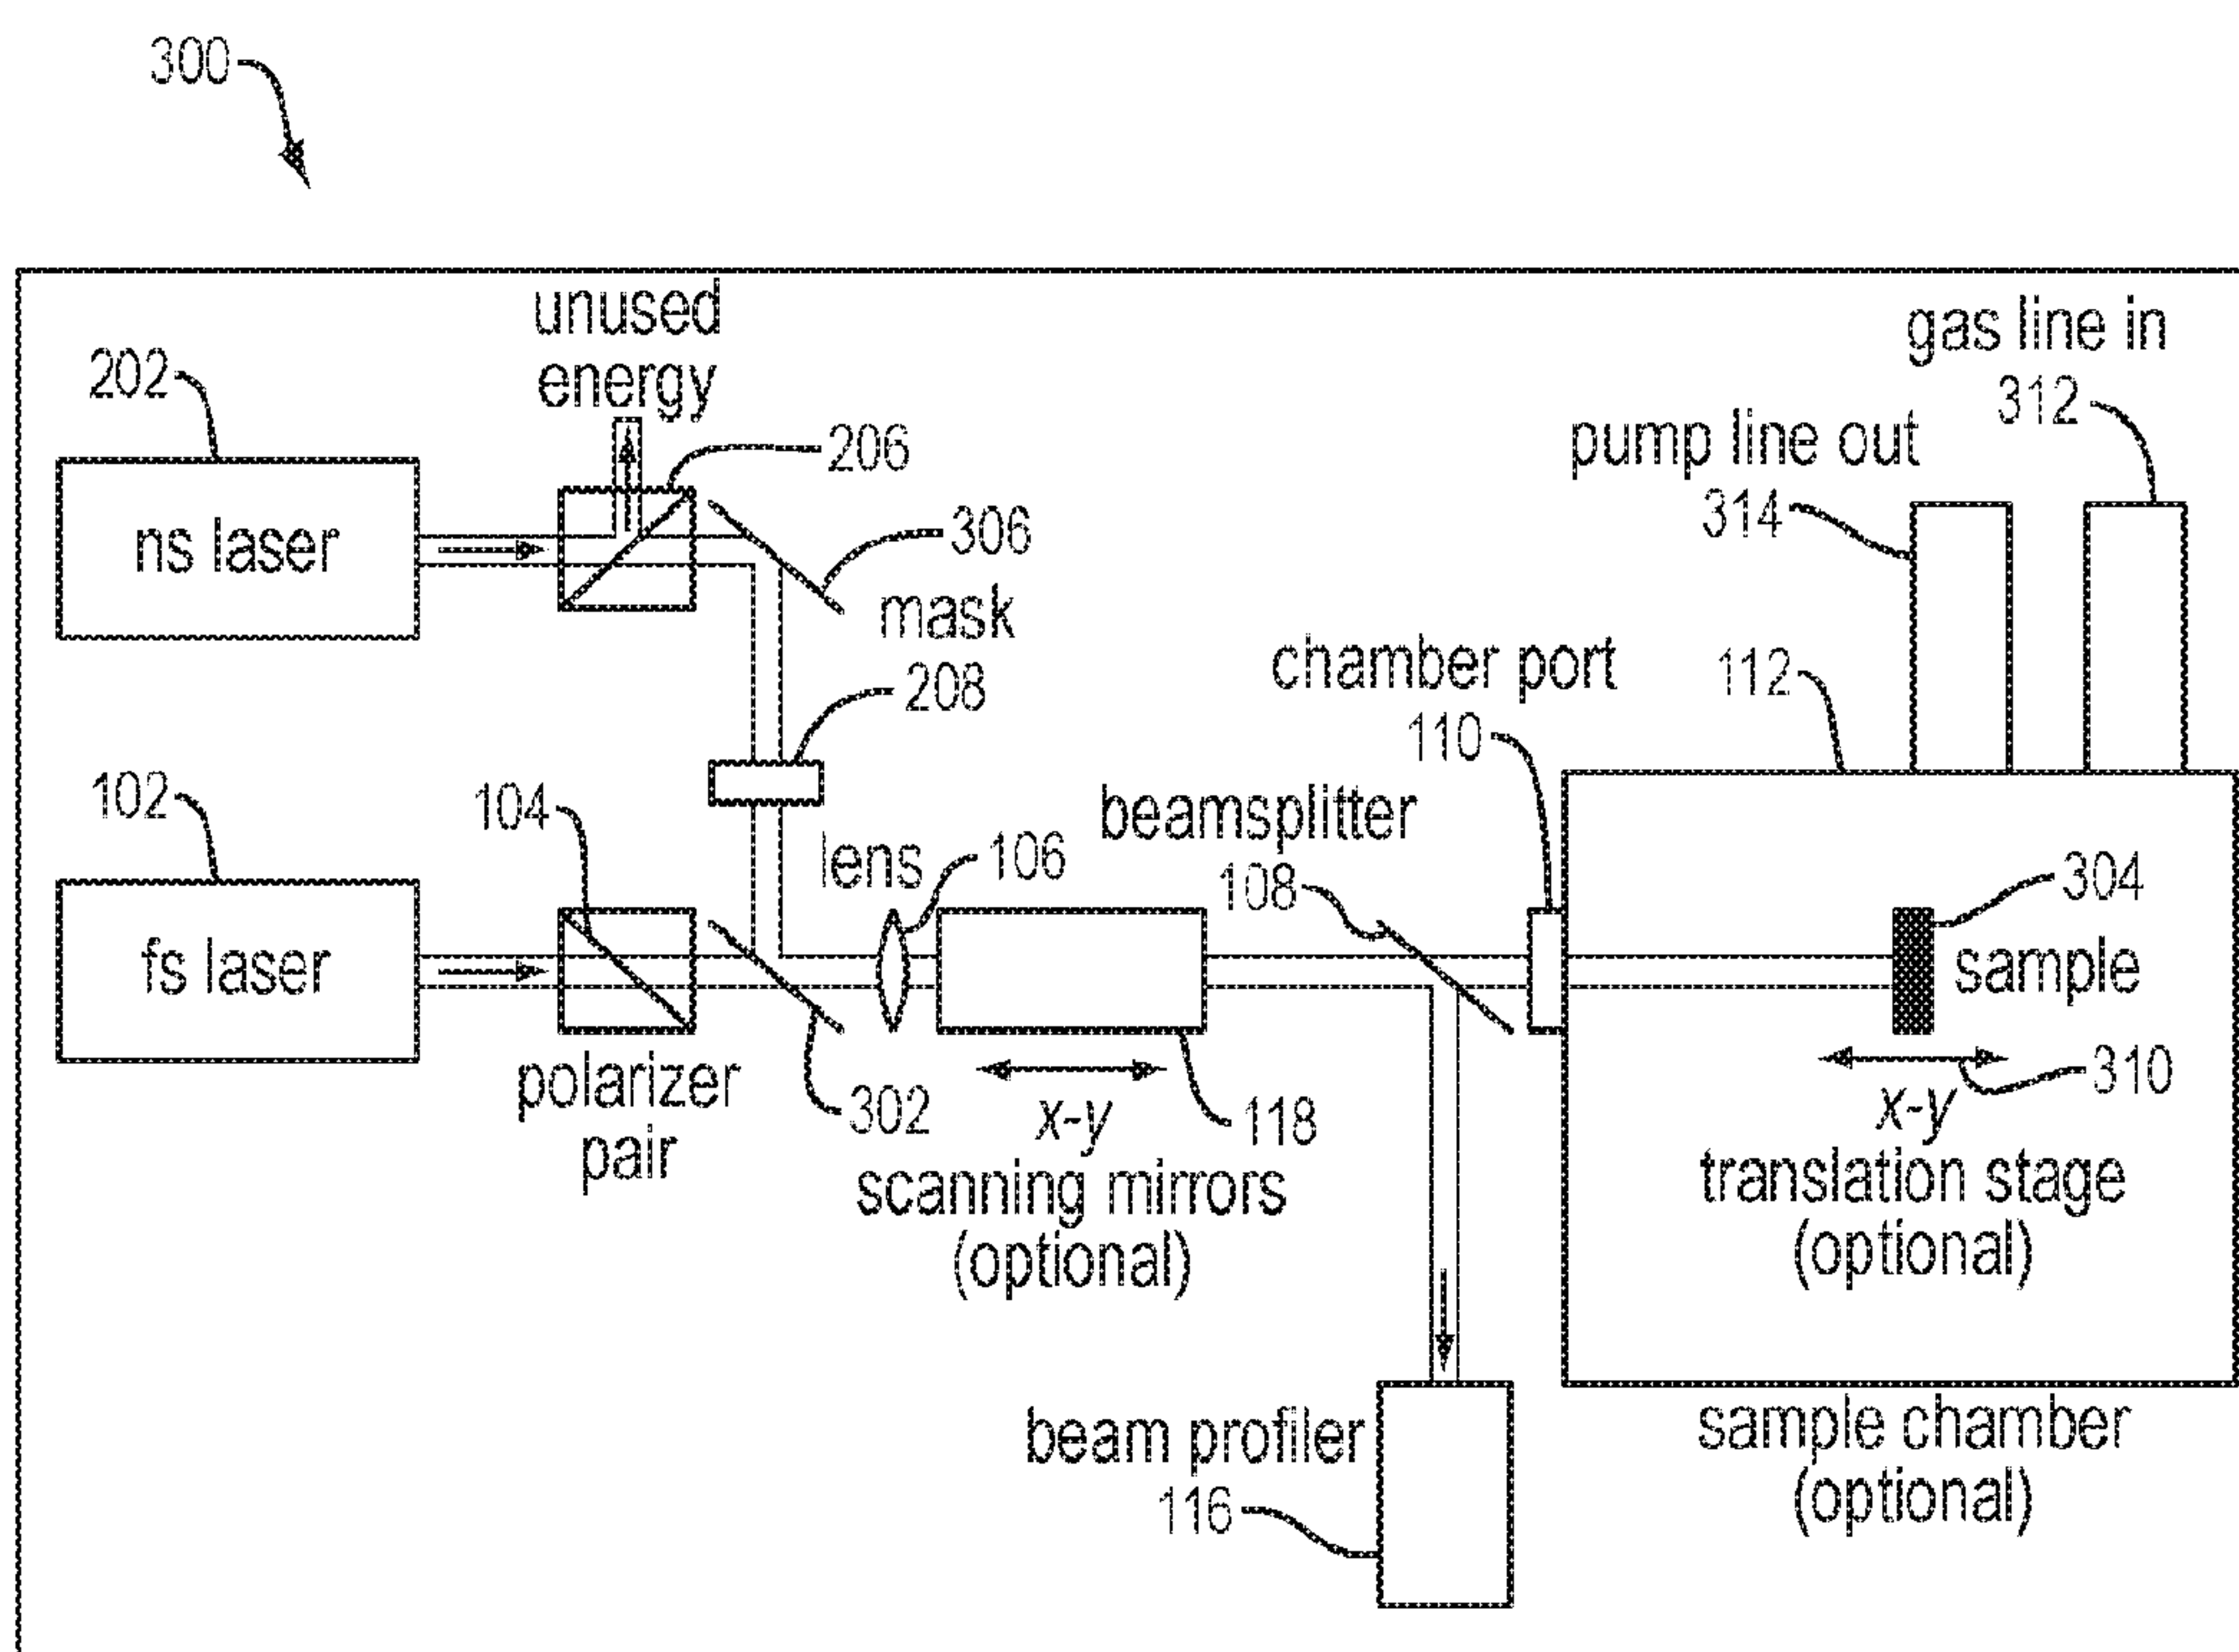 300
unused
energy
202
206
ns laser
306
mask
208
gas line in
312
pump line out
314
chamber port
110
112
102
104
lens
106
beamsplitter
108
fs laser
polarizer
pair
302
x-y
118
scanning mirrors
(optional)
304
sample
310
x-y
translation stage
(optional)
beam profiler
116
sample chamber
(optional)